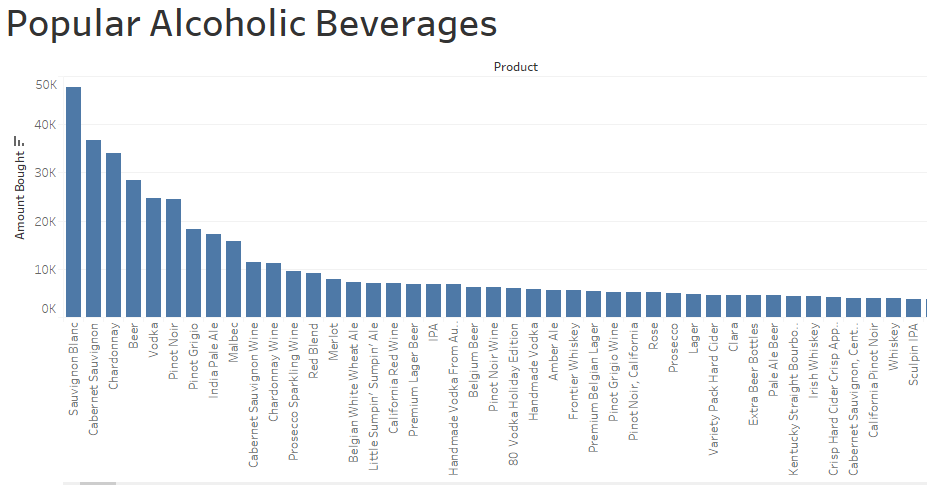 Popular Alcoholic Beverages
Product
Amount Bought
50K
40K
30K
20K
10K
0K
Sauvignon Blanc
Cabernet Sauvignon
Chardonnay
Beer
Vodka
Pinot Noir
Pinot Grigio
India Pale Ale
Malbec
Cabernet Sauvignon Wine
Chardonnay Wine
Prosecco Sparkling Wine
Red Blend
Merlot
Belgian White Wheat Ale
Little Sumpin' Sumpin' Ale
California Red Wine
Premium Lager Beer
IPA
Handmade Vodka From Au..
Belgium Beer
Pinot Noir Wine
80 Vodka Holiday Edition
Handmade Vodka
Amber Ale
Frontier Whiskey
Premium Belgian Lager
Pinot Grigio Wine
Pinot Noir, California
Rose
Prosecco
Lager
Variety Pack Hard Cider
Clara
Extra Beer Bottles
Pale Ale Beer
Kentucky Straight Bourbo..
Irish Whiskey
Crisp Hard Cider Crisp App..
Cabernet Sauvignon, Cent..
California Pinot Noir
Whiskey
Sculpin IPA